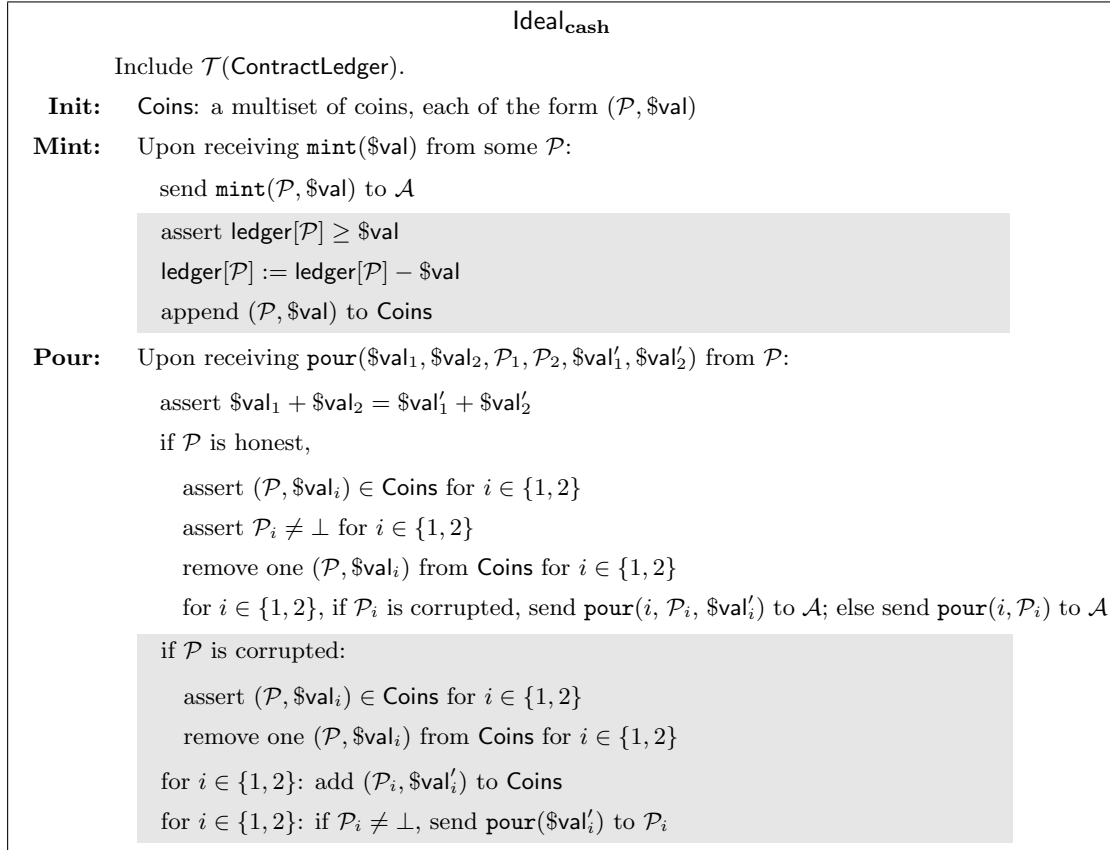 Ideal_cash
Include 𝒯(ContractLedger).
Init: Coins: a multiset of coins, each of the form (𝒫, $val)
Mint: Upon receiving mint($val) from some 𝒫:
send mint(𝒫, $val) to 𝒜
assert ledger[𝒫] ≥ $val
ledger[𝒫] := ledger[𝒫] − $val
append (𝒫, $val) to Coins
Pour: Upon receiving pour($val₁, $val₂, 𝒫₁, 𝒫₂, $val′₁, $val′₂) from 𝒫:
assert $val₁ + $val₂ = $val′₁ + $val′₂
if 𝒫 is honest,
assert (𝒫, $valᵢ) ∈ Coins for i ∈ {1, 2}
assert 𝒫ᵢ ≠ ⊥ for i ∈ {1, 2}
remove one (𝒫, $valᵢ) from Coins for i ∈ {1, 2}
for i ∈ {1, 2}, if 𝒫ᵢ is corrupted, send pour(i, 𝒫ᵢ, $val′ᵢ) to 𝒜; else send pour(i, 𝒫ᵢ) to 𝒜
if 𝒫 is corrupted:
assert (𝒫, $valᵢ) ∈ Coins for i ∈ {1, 2}
remove one (𝒫, $valᵢ) from Coins for i ∈ {1, 2}
for i ∈ {1, 2}: add (𝒫ᵢ, $val′ᵢ) to Coins
for i ∈ {1, 2}: if 𝒫ᵢ ≠ ⊥, send pour($val′ᵢ) to 𝒫ᵢ